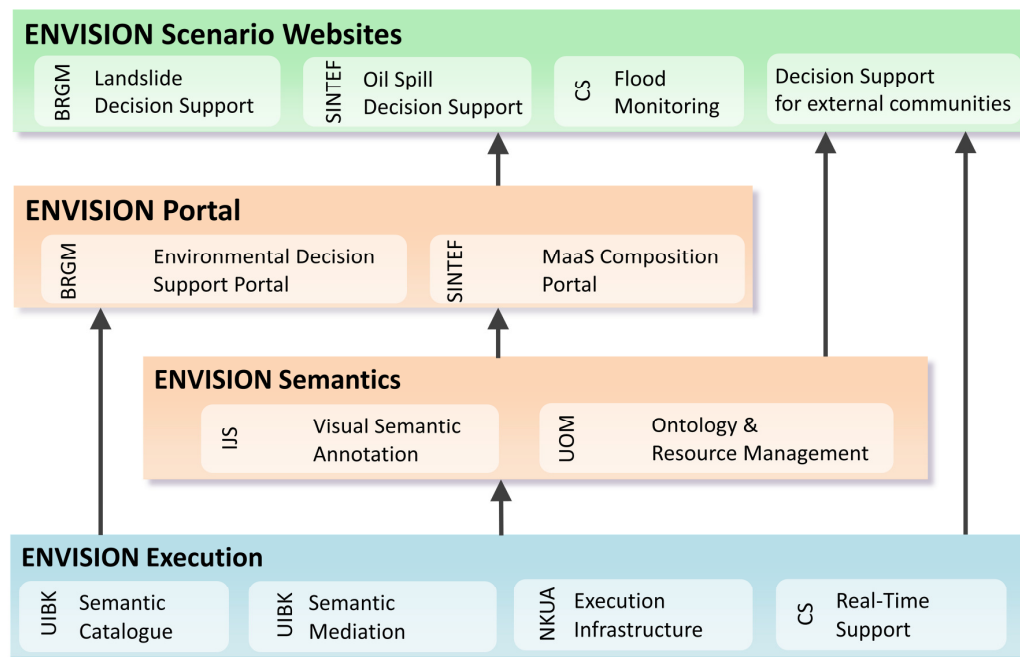 ENVISION Scenario Websites
BRGM
Landslide
Decision Support
SINTEF
Oil Spill
Decision Support
CS
Flood
Monitoring
Decision Support
for external communities
ENVISION Portal
BRGM
Environmental Decision
Support Portal
SINTEF
MaaS Composition
Portal
ENVISION Semantics
IJS
Visual Semantic
Annotation
UOM
Ontology &
Resource Management
ENVISION Execution
UIBK
Semantic
Catalogue
UIBK
Semantic
Mediation
NKUA
Execution
Infrastructure
CS
Real-Time
Support